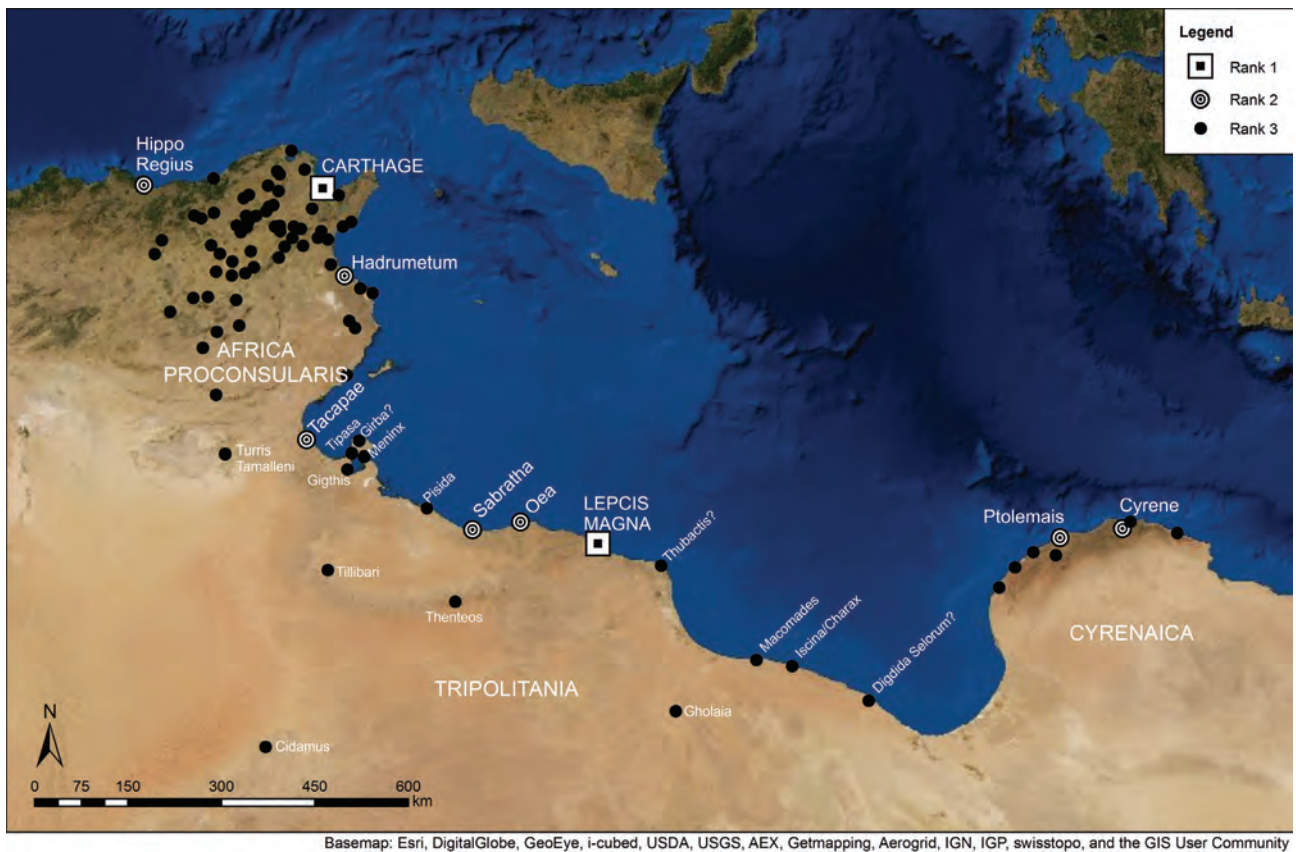 Legend
Rank 1
Rank 2
Rank 3
Hippo
Regius
CARTHAGE
Hadrumetum
AFRICA
PROCONSULARIS
Tacapae
Tipasa
Girba?
Meninx
Turris
Tamalleni
Gigthis
Pisida
Sabratha
Oea
LEPCIS
MAGNA
Thubactis?
Ptolemais
Cyrene
Tillibari
Thenteos
Macomades
Iscina/Charax
Digdida Selorum?
CYRENAICA
TRIPOLITANIA
Gholaia
N
Cidamus
0 75 150 300 450 600
km
Basemap: Esri, DigitalGlobe, GeoEye, i-cubed, USDA, USGS, AEX, Getmapping, Aerogrid, IGN, IGP, swisstopo, and the GIS User Community